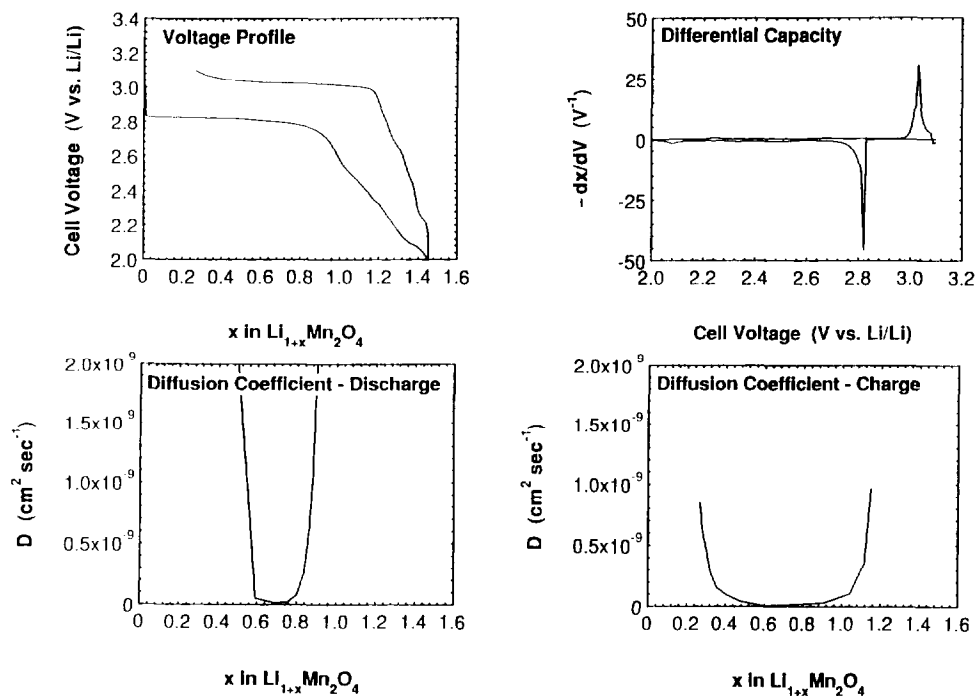 Voltage Profile
Cell Voltage (V vs. Li/Li)
3.4
3.2
3.0
2.8
2.6
2.4
2.2
2.0
0 0.2 0.4 0.6 0.8 1.0 1.2 1.4 1.6
x in Li₁₊ₓMn₂O₄
Differential Capacity
- dx/dV (V⁻¹)
50
25
0
-25
-50
2.0 2.2 2.4 2.6 2.8 3.0 3.2
Cell Voltage (V vs. Li/Li)
Diffusion Coefficient - Discharge
D (cm² sec⁻¹)
2.0x10⁻⁹
1.5x10⁻⁹
1.0x10⁻⁹
0.5x10⁻⁹
0
0 0.2 0.4 0.6 0.8 1.0 1.2 1.4 1.6
x in Li₁₊ₓMn₂O₄
Diffusion Coefficient - Charge
D (cm² sec⁻¹)
2.0x10⁻⁹
1.5x10⁻⁹
1.0x10⁻⁹
0.5x10⁻⁹
0
0 0.2 0.4 0.6 0.8 1.0 1.2 1.4 1.6
x in Li₁₊ₓMn₂O₄